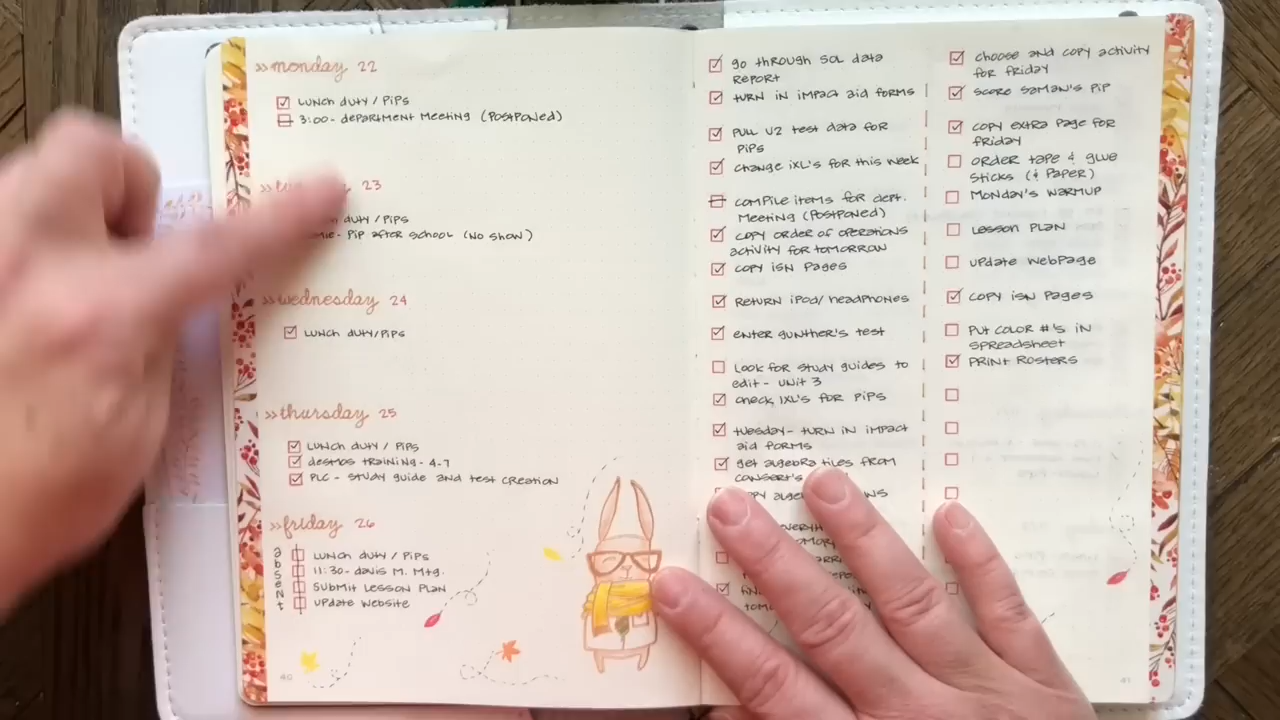 »monday 22
LUNCH DUTY / PIPS
3:00 - DEPARTMENT MEETING (POSTPONED)
23
DUTY / PIPS
PIP AFTER SCHOOL (NO SHOW)
»wednesday 24
LUNCH DUTY/PIPS
»thursday 25
LUNCH DUTY / PIPS
DESMOS TRAINING - 4-7
PLC - STUDY GUIDE AND TEST CREATION
»friday 26
absent
LUNCH DUTY / PIPS
11:30 - DAVIS M. MTG.
SUBMIT LESSON PLAN
UPDATE WEBSITE
40
GO THROUGH SOL DATA
REPORT
TURN IN IMPACT AID FORMS
PULL U2 TEST DATA FOR
PIPS
CHANGE IXL'S FOR THIS WEEK
COMPILE ITEMS FOR DEPT.
MEETING (POSTPONED)
COPY ORDER OF OPERATIONS
ACTIVITY FOR TOMORROW
COPY ISN PAGES
RETURN IPOD/HEADPHONES
ENTER GUNTHER'S TEST
LOOK FOR STUDY GUIDES TO
EDIT - UNIT 3
CHECK IXL'S FOR PIPS
TUESDAY - TURN IN IMPACT
AID FORMS
GET ALGEBRA TILES FROM
CHOOSE AND COPY ACTIVITY
FOR FRIDAY
SCORE SAMAN'S PIP
COPY EXTRA PAGE FOR
FRIDAY
ORDER TAPE & GLUE
STICKS (& PAPER)
MONDAY'S WARMUP
LESSON PLAN
UPDATE WEBPAGE
COPY ISN PAGES
PUT COLOR #'S IN
SPREADSHEET
PRINT ROSTERS
41